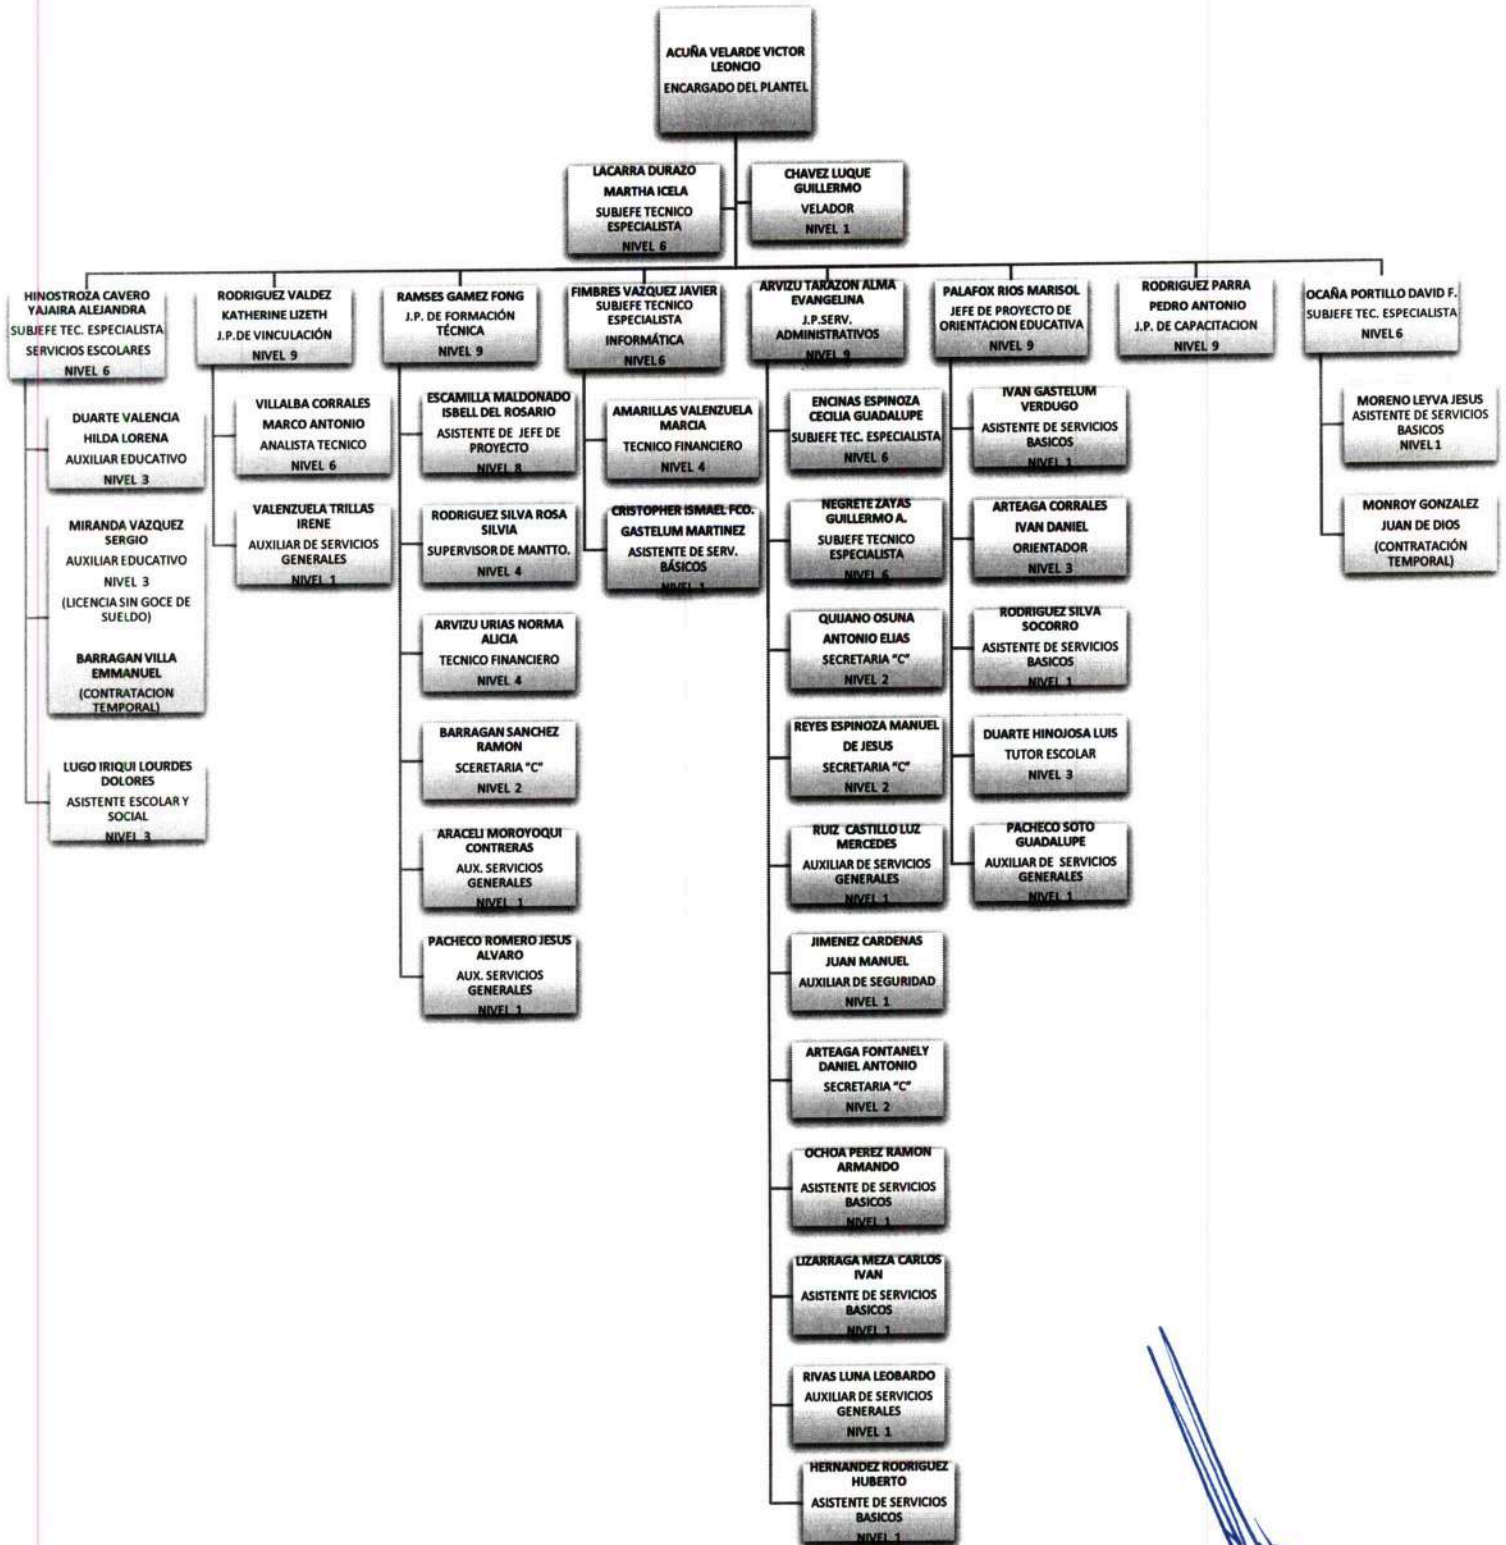 ACUÑA VELARDE VICTOR
LEONCIO
ENCARGADO DEL PLANTEL
LACARRA DURAZO
MARTHA ICELA
SUBJEFE TECNICO
ESPECIALISTA
NIVEL 6
CHAVEZ LUQUE
GUILLERMO
VELADOR
NIVEL 1
HINOSTROZA CAVERO
YAJAIRA ALEJANDRA
SUBJEFE TEC. ESPECIALISTA
SERVICIOS ESCOLARES
NIVEL 6
DUARTE VALENCIA
HILDA LORENA
AUXILIAR EDUCATIVO
NIVEL 3
MIRANDA VAZQUEZ
SERGIO
AUXILIAR EDUCATIVO
NIVEL 3
(LICENCIA SIN GOCE DE
SUELDO)
BARRAGAN VILLA
EMMANUEL
(CONTRATACION
TEMPORAL)
LUGO IRIQUI LOURDES
DOLORES
ASISTENTE ESCOLAR Y
SOCIAL
NIVEL 3
RODRIGUEZ VALDEZ
KATHERINE LIZETH
J.P.DE VINCULACIÓN
NIVEL 9
VILLALBA CORRALES
MARCO ANTONIO
ANALISTA TECNICO
NIVEL 6
VALENZUELA TRILLAS
IRENE
AUXILIAR DE SERVICIOS
GENERALES
NIVEL 1
RAMSES GAMEZ FONG
J.P. DE FORMACIÓN
TÉCNICA
NIVEL 9
ESCAMILLA MALDONADO
ISBELL DEL ROSARIO
ASISTENTE DE JEFE DE
PROYECTO
NIVEL 8
RODRIGUEZ SILVA ROSA
SILVIA
SUPERVISOR DE MANTTO.
NIVEL 4
ARVIZU URIAS NORMA
ALICIA
TECNICO FINANCIERO
NIVEL 4
BARRAGAN SANCHEZ
RAMON
SCERETARIA "C"
NIVEL 2
ARACELI MOROYOQUI
CONTRERAS
AUX. SERVICIOS
GENERALES
NIVEL 1
PACHECO ROMERO JESUS
ALVARO
AUX. SERVICIOS
GENERALES
NIVEL 1
FIMBRES VAZQUEZ JAVIER
SUBJEFE TECNICO
ESPECIALISTA
INFORMÁTICA
NIVEL6
AMARILLAS VALENZUELA
MARCIA
TECNICO FINANCIERO
NIVEL 4
CRISTOPHER ISMAEL FCO.
GASTELUM MARTINEZ
ASISTENTE DE SERV.
BÁSICOS
NIVEL 1
ARVIZU TARAZON ALMA
EVANGELINA
J.P.SERV.
ADMINISTRATIVOS
NIVEL 9
ENCINAS ESPINOZA
CECILIA GUADALUPE
SUBJEFE TEC. ESPECIALISTA
NIVEL 6
NEGRETE ZAYAS
GUILLERMO A.
SUBJEFE TECNICO
ESPECIALISTA
NIVEL 6
QUIJANO OSUNA
ANTONIO ELIAS
SECRETARIA "C"
NIVEL 2
REYES ESPINOZA MANUEL
DE JESUS
SECRETARIA "C"
NIVEL 2
RUIZ CASTILLO LUZ
MERCEDES
AUXILIAR DE SERVICIOS
GENERALES
NIVEL 1
JIMENEZ CARDENAS
JUAN MANUEL
AUXILIAR DE SEGURIDAD
NIVEL 1
ARTEAGA FONTANELY
DANIEL ANTONIO
SECRETARIA "C"
NIVEL 2
OCHOA PEREZ RAMON
ARMANDO
ASISTENTE DE SERVICIOS
BASICOS
NIVEL 1
LIZARRAGA MEZA CARLOS
IVAN
ASISTENTE DE SERVICIOS
BASICOS
NIVEL 1
RIVAS LUNA LEOBARDO
AUXILIAR DE SERVICIOS
GENERALES
NIVEL 1
HERNANDEZ RODRIGUEZ
HUBERTO
ASISTENTE DE SERVICIOS
BASICOS
NIVEL 1
PALAFOX RIOS MARISOL
JEFE DE PROYECTO DE
ORIENTACION EDUCATIVA
NIVEL 9
IVAN GASTELUM
VERDUGO
ASISTENTE DE SERVICIOS
BASICOS
NIVEL 1
ARTEAGA CORRALES
IVAN DANIEL
ORIENTADOR
NIVEL 3
RODRIGUEZ SILVA
SOCORRO
ASISTENTE DE SERVICIOS
BASICOS
NIVEL 1
DUARTE HINOJOSA LUIS
TUTOR ESCOLAR
NIVEL 3
PACHECO SOTO
GUADALUPE
AUXILIAR DE SERVICIOS
GENERALES
NIVEL 1
RODRIGUEZ PARRA
PEDRO ANTONIO
J.P. DE CAPACITACION
NIVEL 9
OCAÑA PORTILLO DAVID F.
SUBJEFE TEC. ESPECIALISTA
NIVEL 6
MORENO LEYVA JESUS
ASISTENTE DE SERVICIOS
BASICOS
NIVEL 1
MONROY GONZALEZ
JUAN DE DIOS
(CONTRATACIÓN
TEMPORAL)